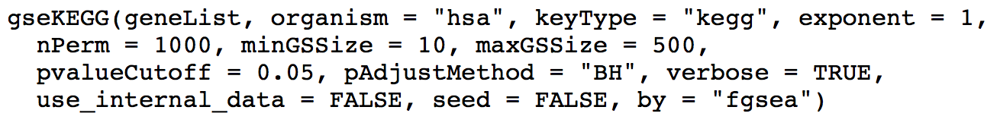 gseKEGG(geneList, organism = "hsa", keyType = "kegg", exponent = 1,
nPerm = 1000, minGSSize = 10, maxGSSize = 500,
pvalueCutoff = 0.05, pAdjustMethod = "BH", verbose = TRUE,
use_internal_data = FALSE, seed = FALSE, by = "fgsea")